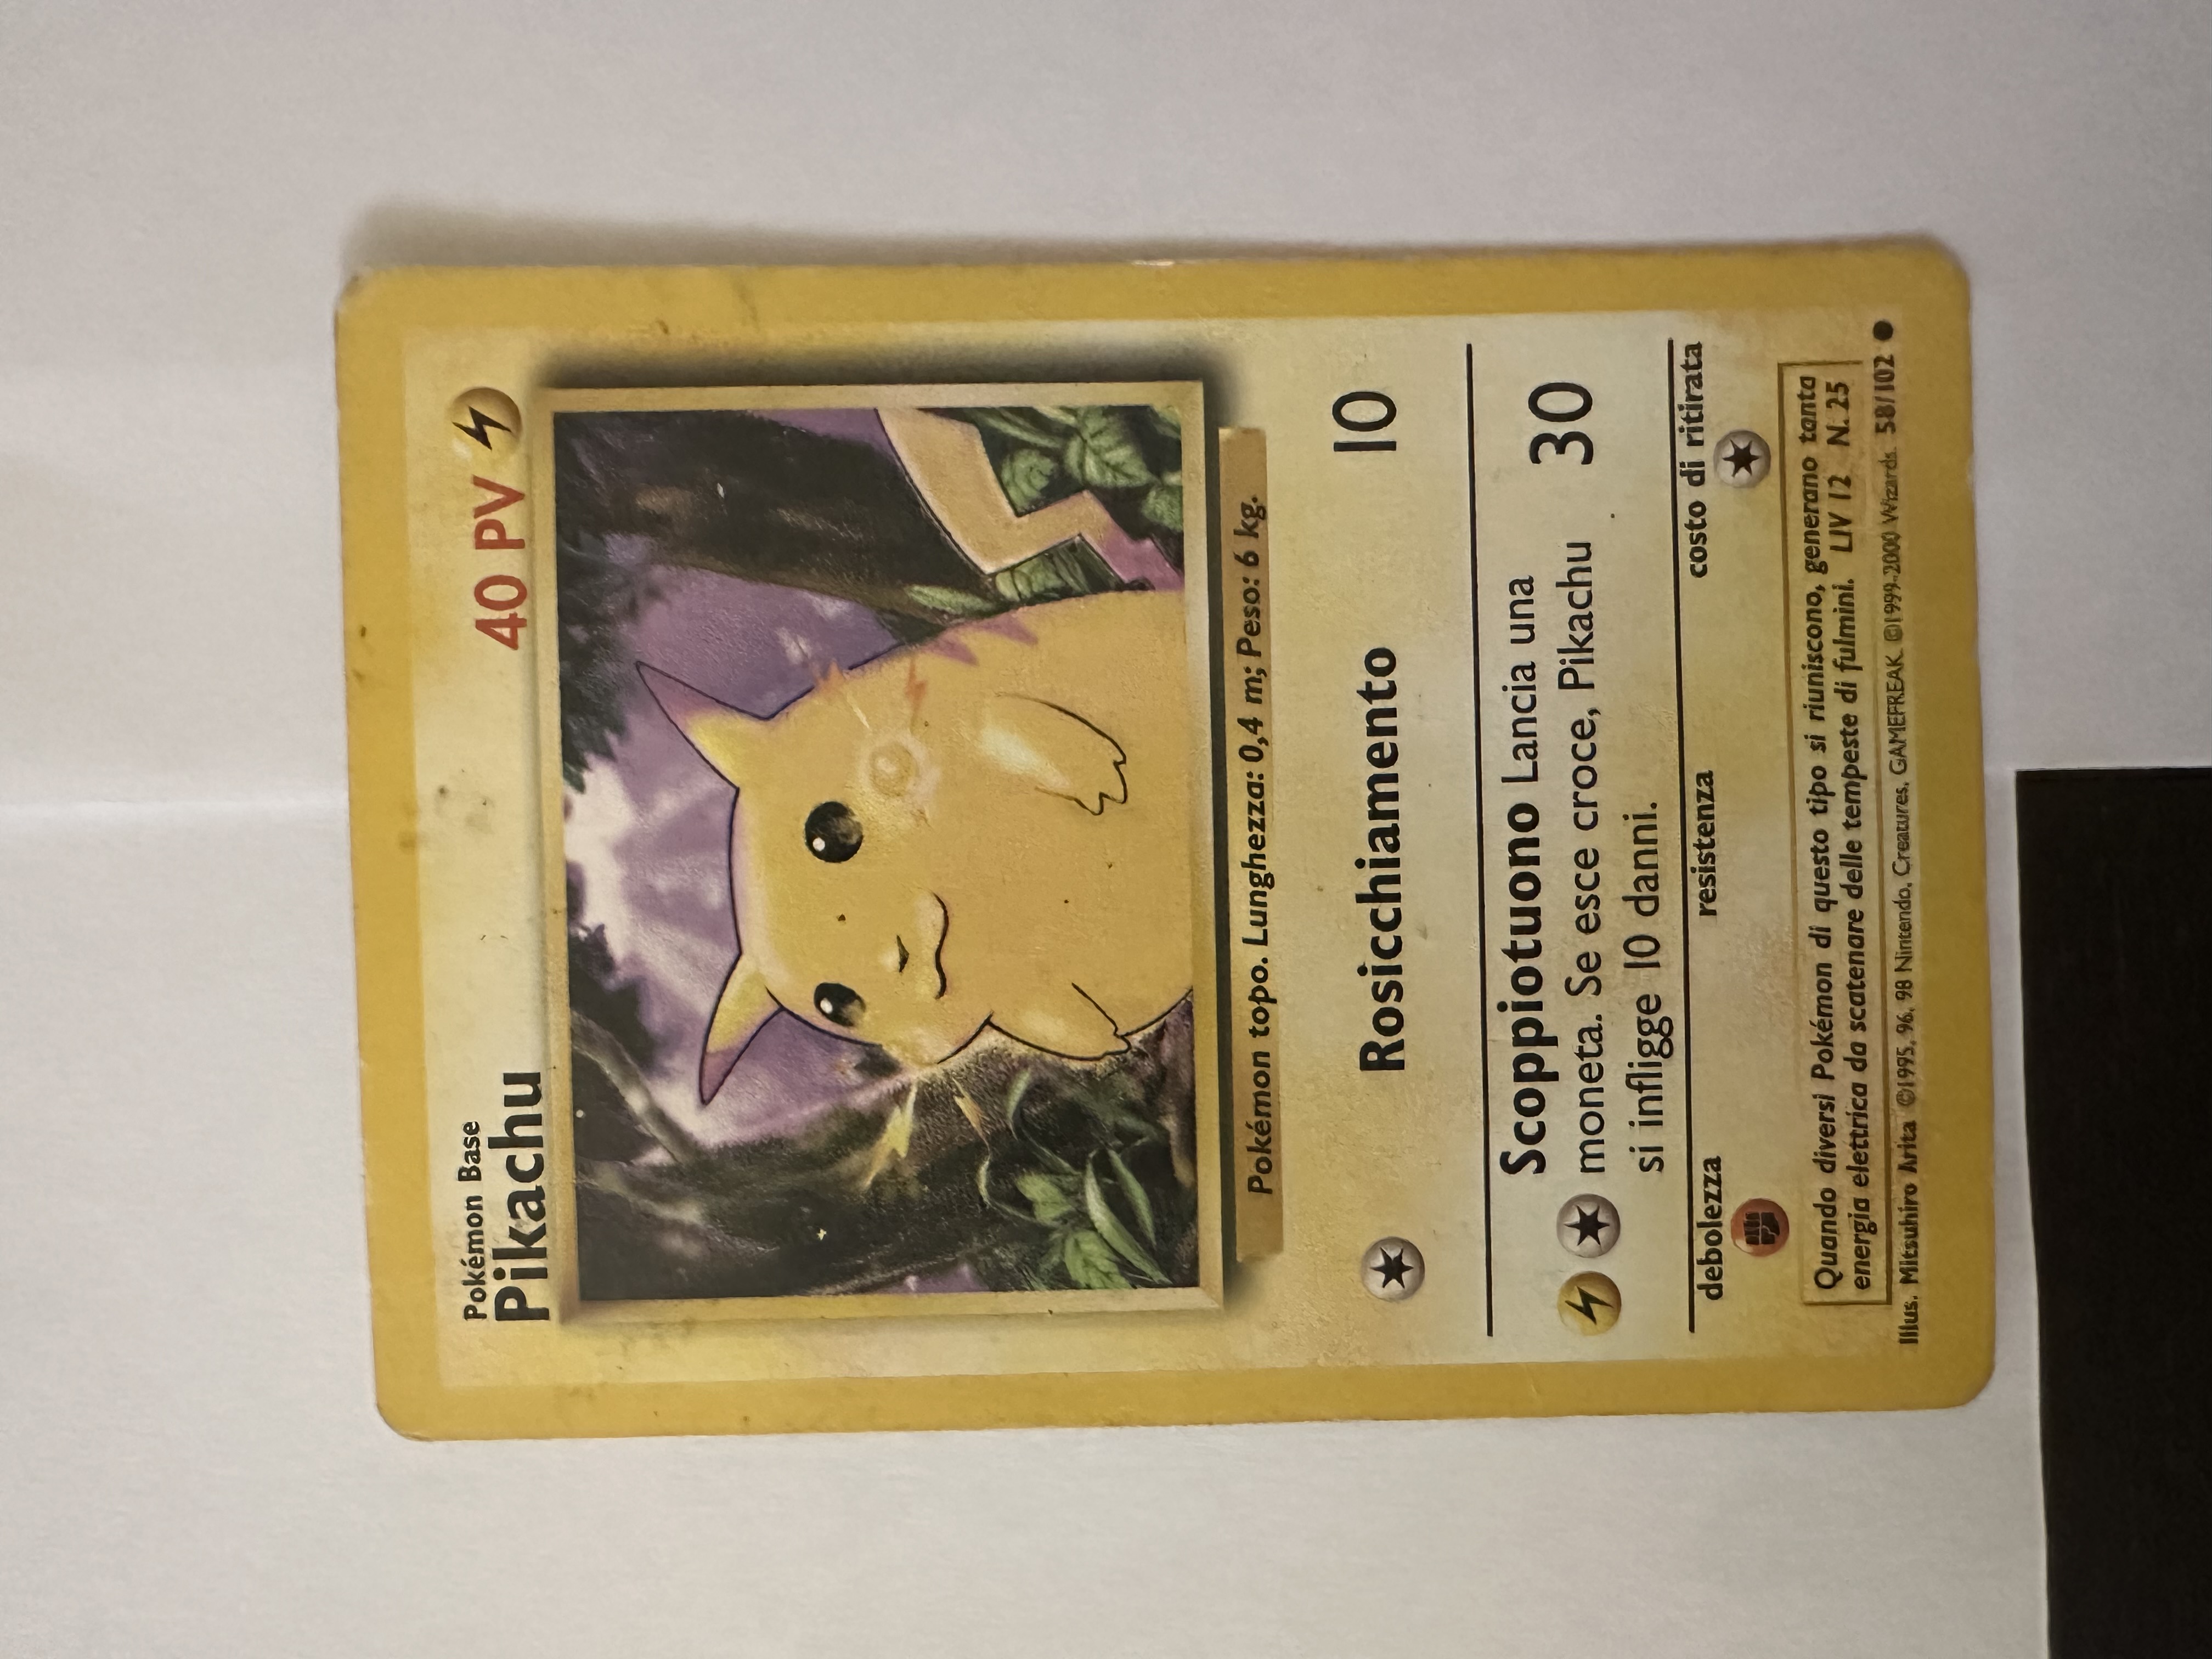 Pokémon Base
Pikachu 40 PV
Pokémon topo. Lunghezza: 0,4 m; Peso: 6 kg.
Rosicchiamento 10
Scoppiotuono Lancia una
moneta. Se esce croce, Pikachu 30
si infligge 10 danni.
debolezza resistenza costo di ritirata
Quando diversi Pokémon di questo tipo si riuniscono, generano tanta
energia elettrica da scatenare delle tempeste di fulmini. LIV 12 N.25
Illus. Mitsuhiro Arita ©1995, 96, 98 Nintendo, Creatures, GAMEFREAK. ©1999-2000 Wizards. 58/102